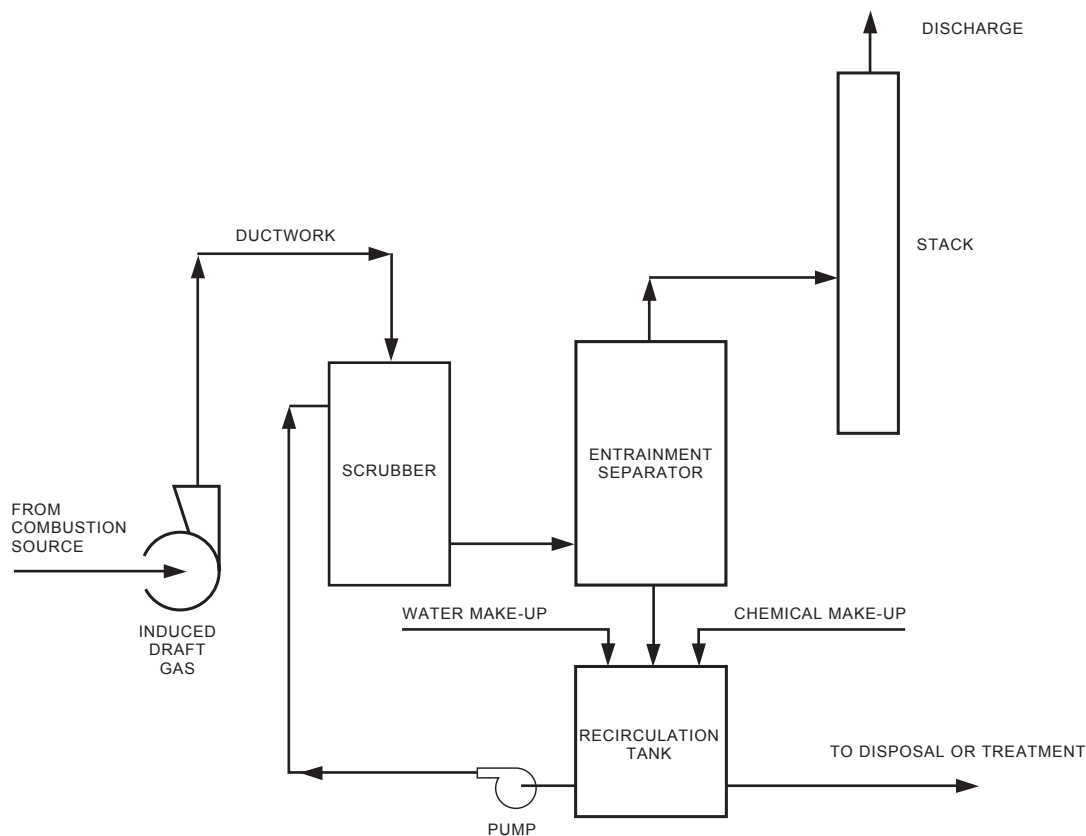 DISCHARGE
DUCTWORK
STACK
ENTRAINMENT
SEPARATOR
SCRUBBER
FROM
COMBUSTION
SOURCE
WATER MAKE-UP
CHEMICAL MAKE-UP
INDUCED
DRAFT
GAS
RECIRCULATION
TANK
TO DISPOSAL OR TREATMENT
PUMP